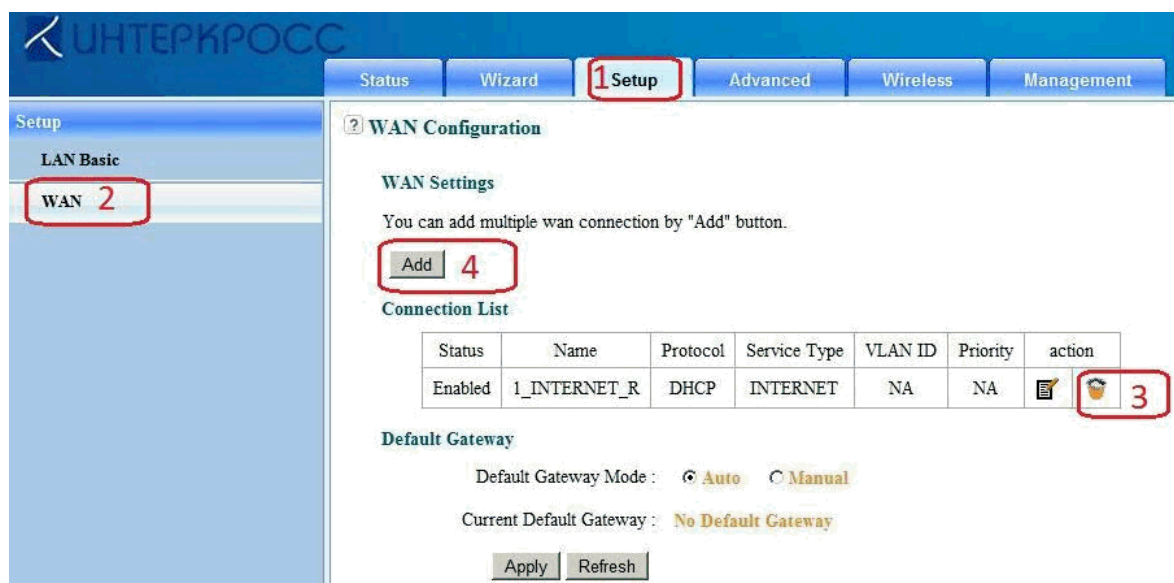 ИНТЕРКРОСС
Status Wizard 1 Setup Advanced Wireless Management
Setup
? WAN Configuration
LAN Basic
WAN 2
WAN Settings
You can add multiple wan connection by "Add" button.
Add 4
Connection List
Status Name Protocol Service Type VLAN ID Priority action
Enabled 1_INTERNET_R DHCP INTERNET NA NA 3
Default Gateway
Default Gateway Mode : Auto Manual
Current Default Gateway : No Default Gateway
Apply Refresh